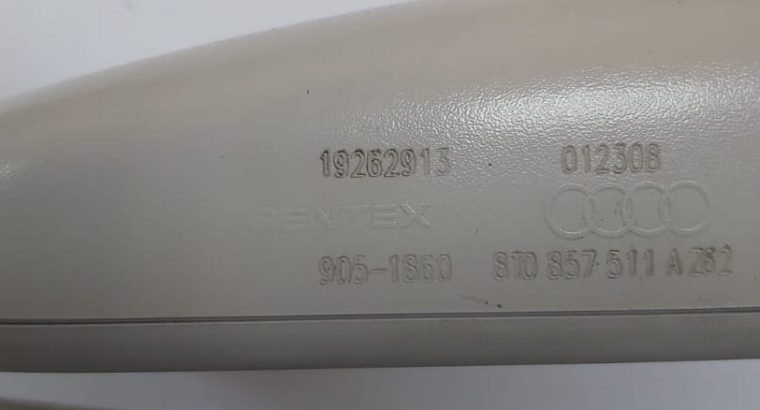 19262913 012308
GENTEX
905-1860 8T0 857 511 A Z62